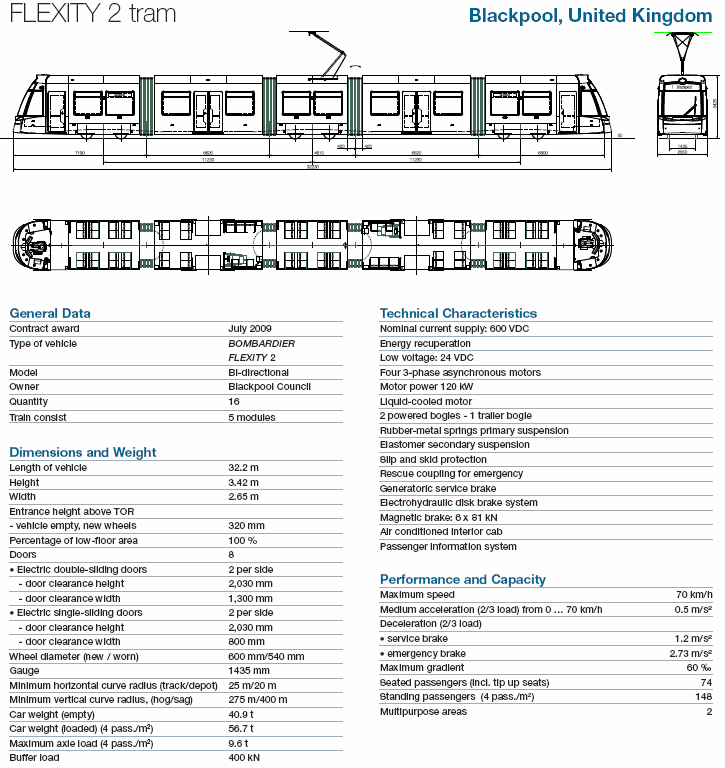 FLEXITY 2 tram
Blackpool, United Kingdom
Blackpool
7190
6620
4610
400
400
6620
6900
11230
11230
32230
1435
2650
General Data
Contract award July 2009
Type of vehicle BOMBARDIER
FLEXITY 2
Model Bi-directional
Owner Blackpool Council
Quantity 16
Train consist 5 modules
Dimensions and Weight
Length of vehicle 32.2 m
Height 3.42 m
Width 2.65 m
Entrance height above TOR
- vehicle empty, new wheels 320 mm
Percentage of low-floor area 100 %
Doors 8
• Electric double-sliding doors 2 per side
- door clearance height 2,030 mm
- door clearance width 1,300 mm
• Electric single-sliding doors 2 per side
- door clearance height 2,030 mm
- door clearance width 800 mm
Wheel diameter (new / worn) 600 mm/540 mm
Gauge 1435 mm
Minimum horizontal curve radius (track/depot) 25 m/20 m
Minimum vertical curve radius, (hog/sag) 275 m/400 m
Car weight (empty) 40.9 t
Car weight (loaded) (4 pass./m²) 56.7 t
Maximum axle load (4 pass./m²) 9.6 t
Buffer load 400 kN
Technical Characteristics
Nominal current supply: 600 VDC
Energy recuperation
Low voltage: 24 VDC
Four 3-phase asynchronous motors
Motor power 120 kW
Liquid-cooled motor
2 powered bogies - 1 trailer bogie
Rubber-metal springs primary suspension
Elastomer secondary suspension
Slip and skid protection
Rescue coupling for emergency
Generatoric service brake
Electrohydraulic disk brake system
Magnetic brake: 6 x 81 kN
Air conditioned interior cab
Passenger information system
Performance and Capacity
Maximum speed 70 km/h
Medium acceleration (2/3 load) from 0 ... 70 km/h 0.5 m/s²
Deceleration (2/3 load)
• service brake 1.2 m/s²
• emergency brake 2.73 m/s²
Maximum gradient 60 ‰
Seated passengers (incl. tip up seats) 74
Standing passengers (4 pass./m²) 148
Multipurpose areas 2